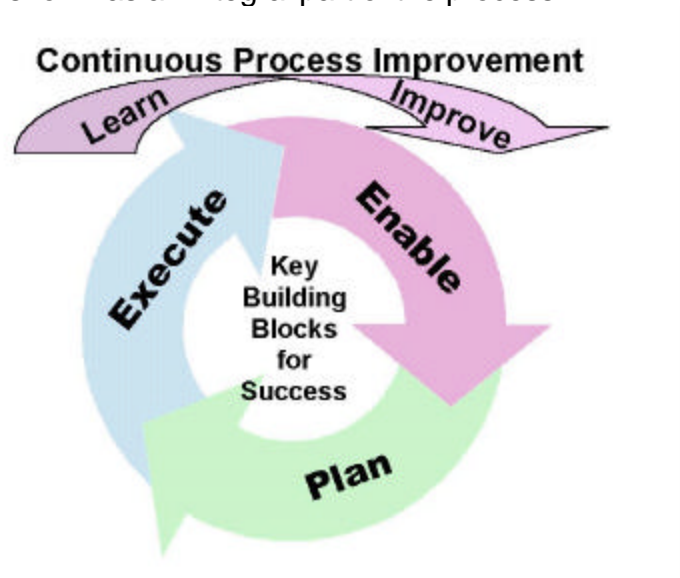 Continuous Process Improvement
Learn
Improve
Execute
Enable
Key
Building
Blocks
for
Success
Plan